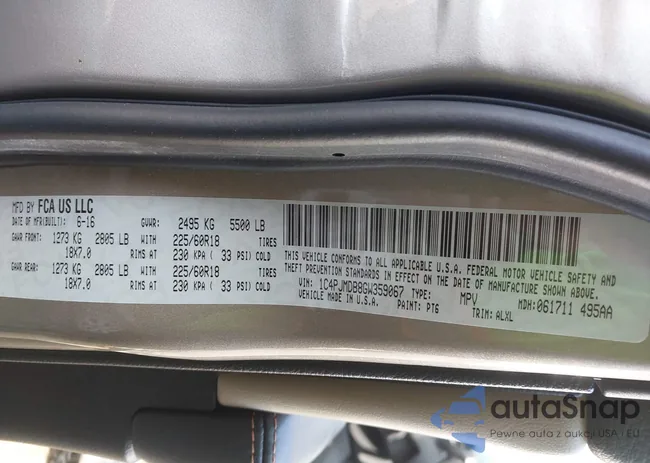 MFD BY FCA US LLC
DATE OF MFR(BUILT): 6-16 GVWR: 2495 KG 5500 LB
GAWR FRONT: 1273 KG 2805 LB WITH 225/60R18 TIRES
18X7.0 RIMS AT 230 KPA ( 33 PSI) COLD
GAWR REAR: 1273 KG 2805 LB WITH 225/60R18 TIRES
18X7.0 RIMS AT 230 KPA ( 33 PSI) COLD
THIS VEHICLE CONFORMS TO ALL APPLICABLE U.S.A. FEDERAL MOTOR VEHICLE SAFETY AND
THEFT PREVENTION STANDARDS IN EFFECT ON THE DATE OF MANUFACTURE SHOWN ABOVE.
VIN: 1C4PJMDB8GW359067 TYPE: MPV MDH: 061711 495AA
VEHICLE MADE IN U.S.A. PAINT: PTG TRIM: ALXL
autaSnap
Pewne auta z aukcji USA i EU